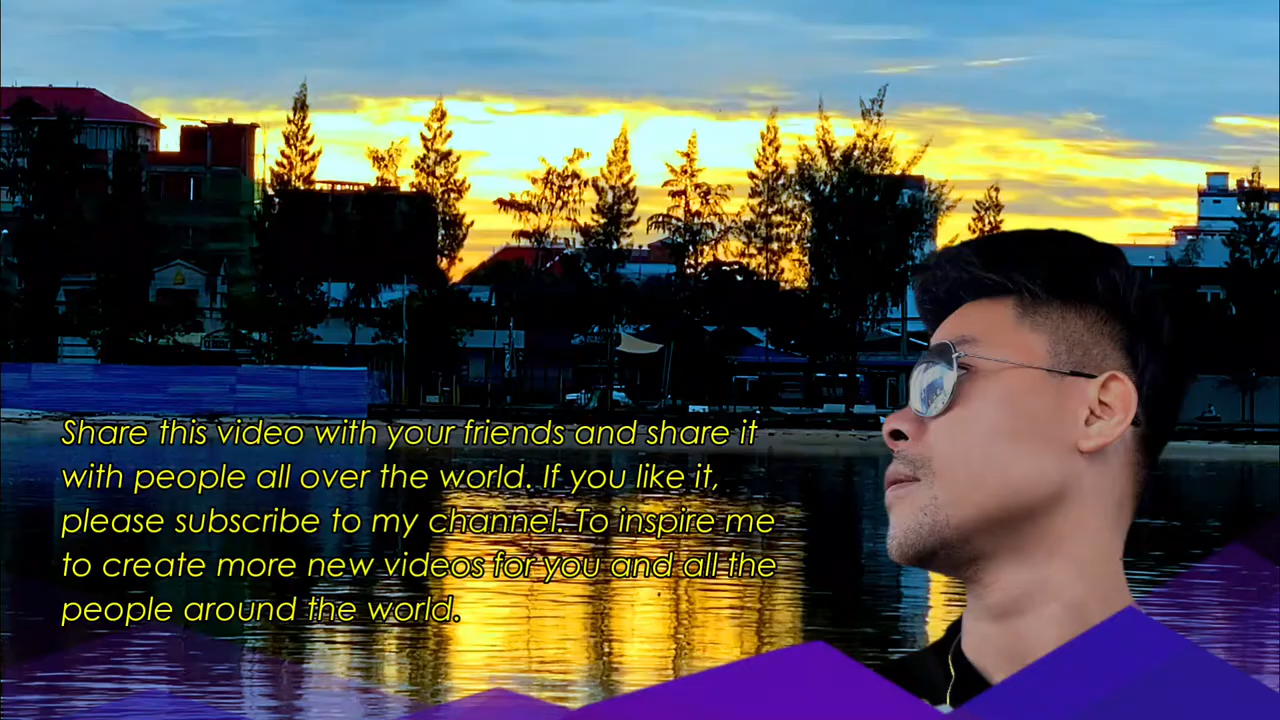 Share this video with your friends and share it
with people all over the world. If you like it,
please subscribe to my channel. To inspire me
to create more new videos for you and all the
people around the world.